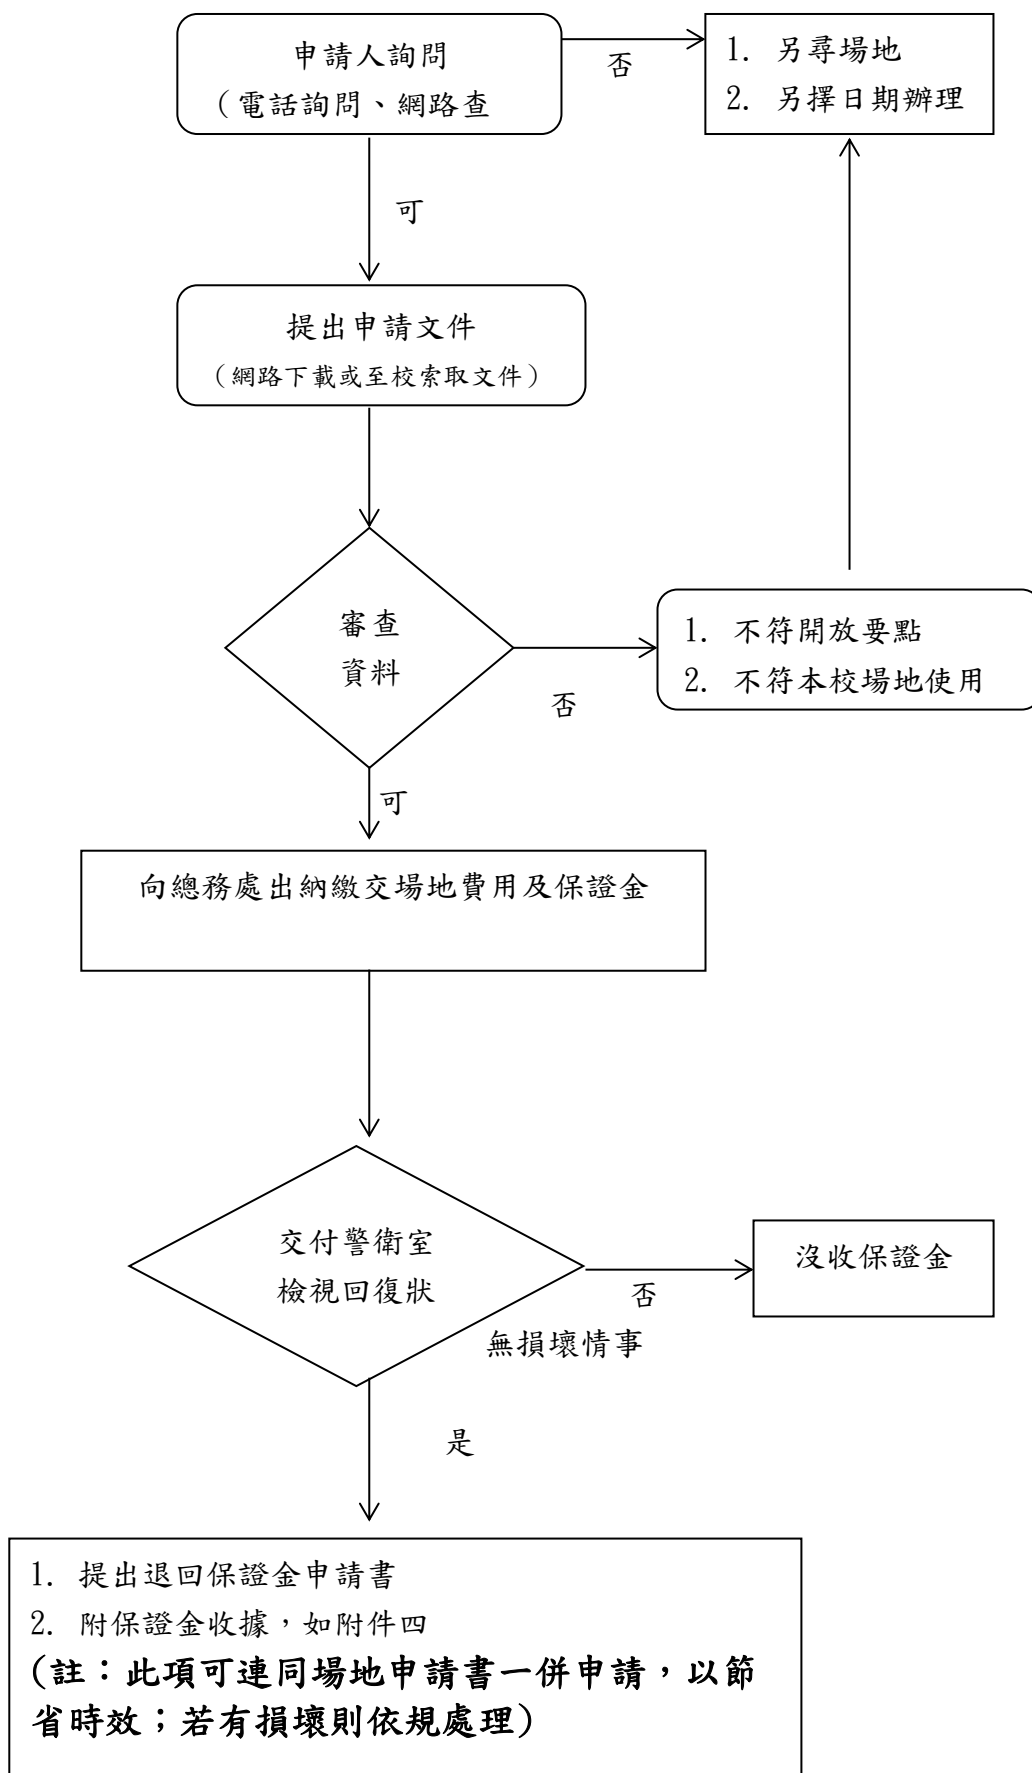 申請人詢問
（電話詢問、網路查
否
1. 另尋場地
2. 另擇日期辦理
可
提出申請文件
（網路下載或至校索取文件）
審查
資料
否
1. 不符開放要點
2. 不符本校場地使用
可
向總務處出納繳交場地費用及保證金
交付警衛室
檢視回復狀
否
無損壞情事
沒收保證金
是
1. 提出退回保證金申請書
2. 附保證金收據，如附件四
(註：此項可連同場地申請書一併申請，以節
省時效；若有損壞則依規處理)